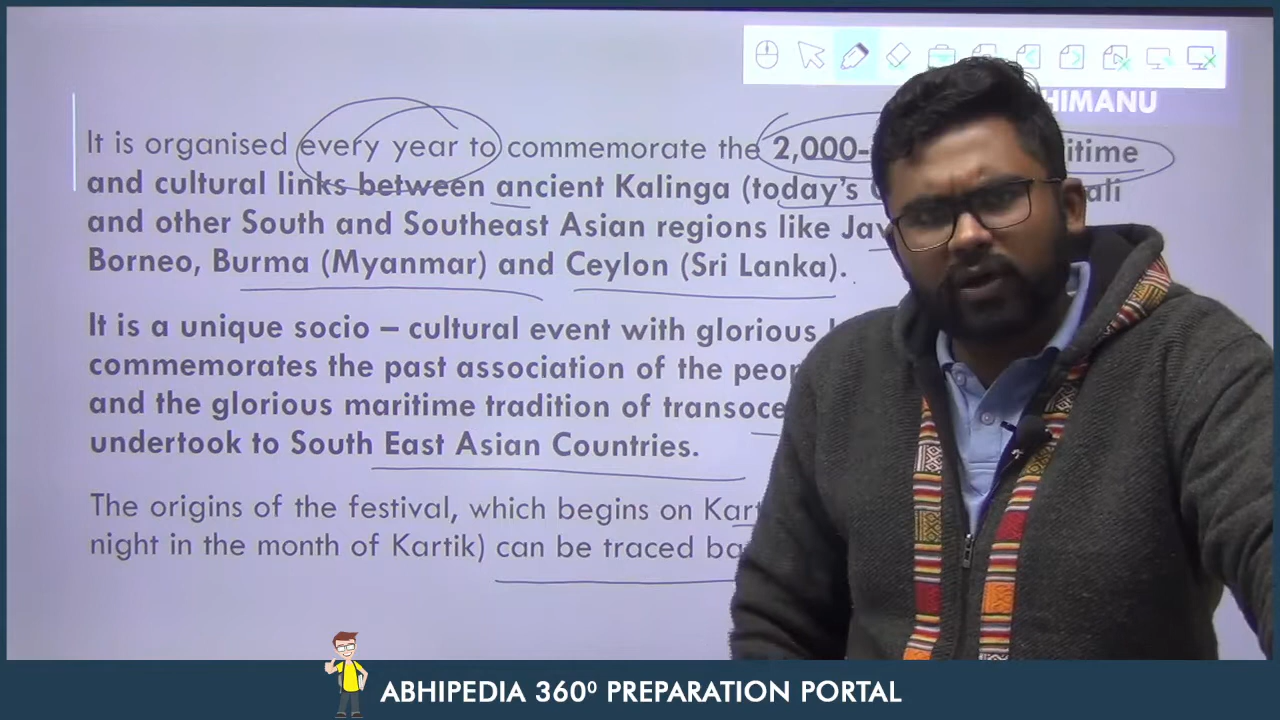 HIMANU
It is organised every year to commemorate the 2,000- itime
and cultural links between ancient Kalinga (today's ali
and other South and Southeast Asian regions like Jav
Borneo, Burma (Myanmar) and Ceylon (Sri Lanka).
It is a unique socio – cultural event with glorious
commemorates the past association of the peop
and the glorious maritime tradition of transoce
undertook to South East Asian Countries.
The origins of the festival, which begins on Kart
night in the month of Kartik) can be traced ba
ABHIPEDIA 360⁰ PREPARATION PORTAL